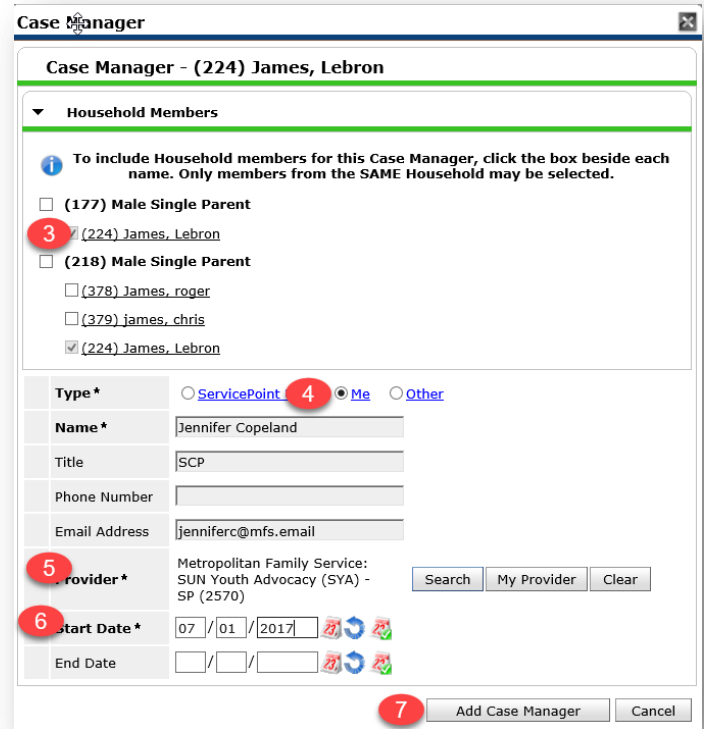 Case Manager
Case Manager - (224) James, Lebron
Household Members
To include Household members for this Case Manager, click the box beside each
name. Only members from the SAME Household may be selected.
(177) Male Single Parent
3 (224) James, Lebron
(218) Male Single Parent
(378) James, roger
(379) james, chris
(224) James, Lebron
Type* ServicePoint 4 Me Other
Name* Jennifer Copeland
Title SCP
Phone Number
Email Address jenniferc@mfs.email
5 Provider* Metropolitan Family Service:
SUN Youth Advocacy (SYA) -
SP (2570)
Search My Provider Clear
6 Start Date* 07 / 01 / 2017 23 23
End Date / / 23 23
7 Add Case Manager Cancel